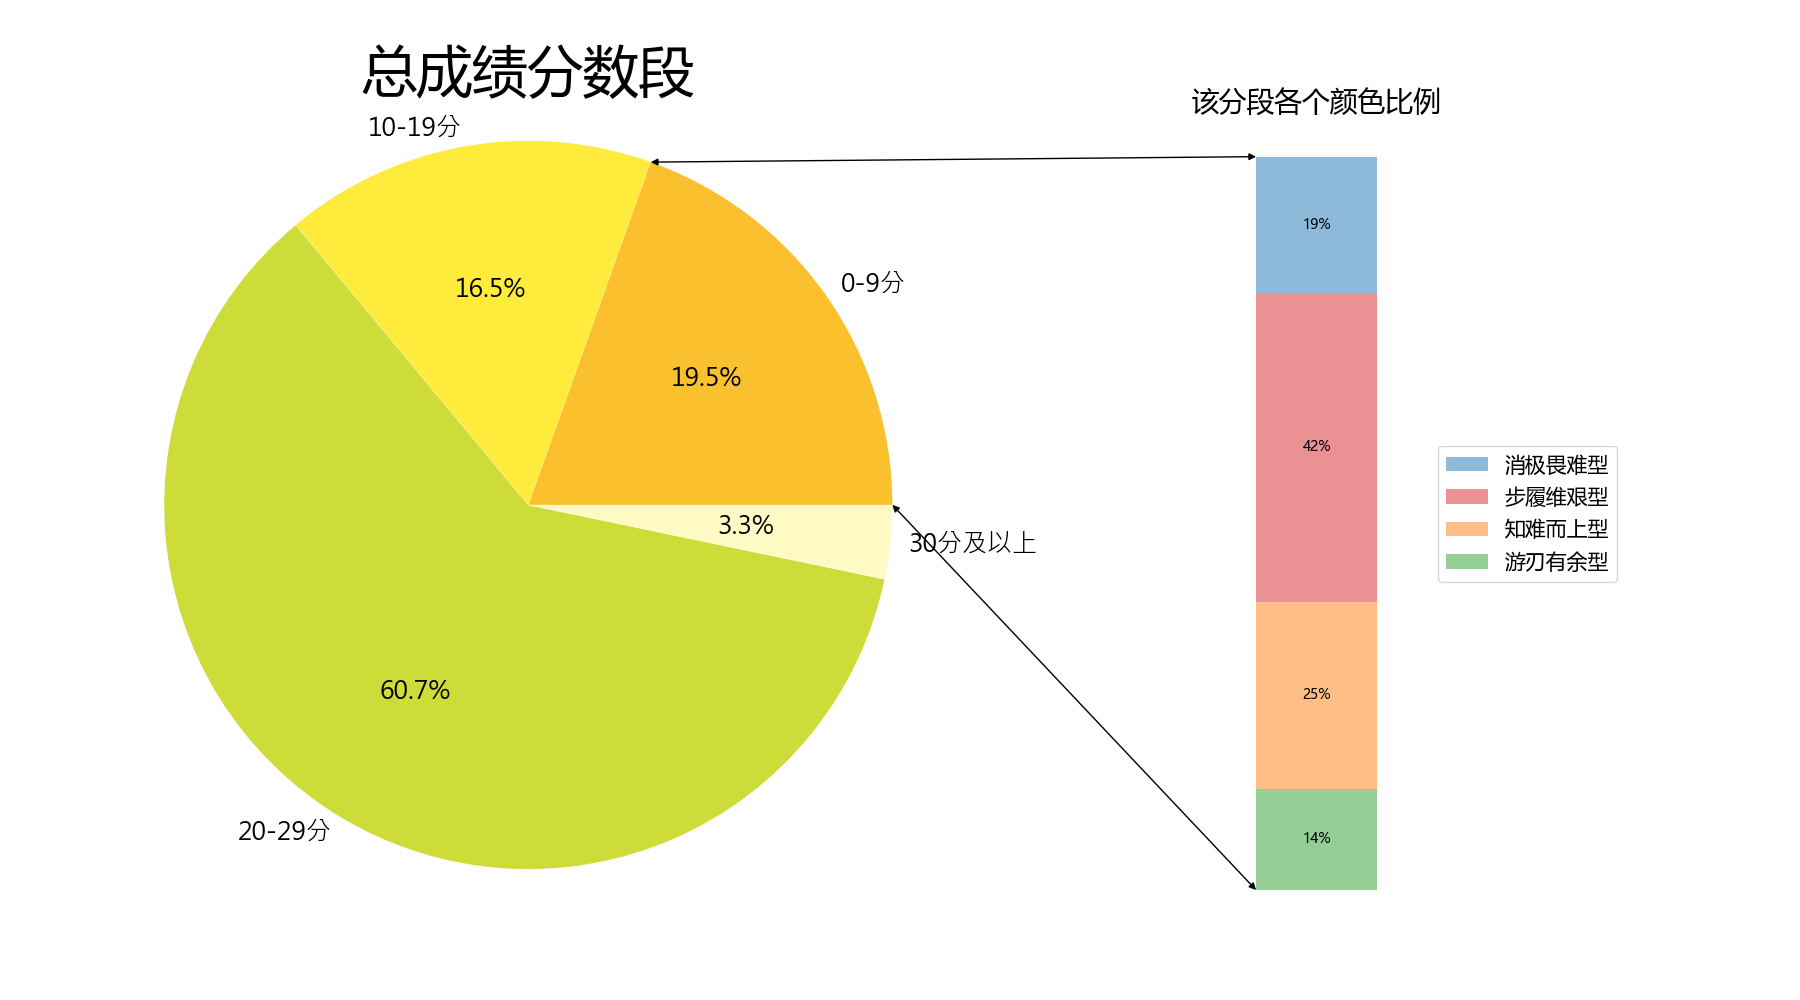 总成绩分数段
10-19分
16.5%
0-9分
19.5%
3.3%
30分及以上
60.7%
20-29分
该分段各个颜色比例
19%
42%
25%
14%
消极畏难型
步履维艰型
知难而上型
游刃有余型